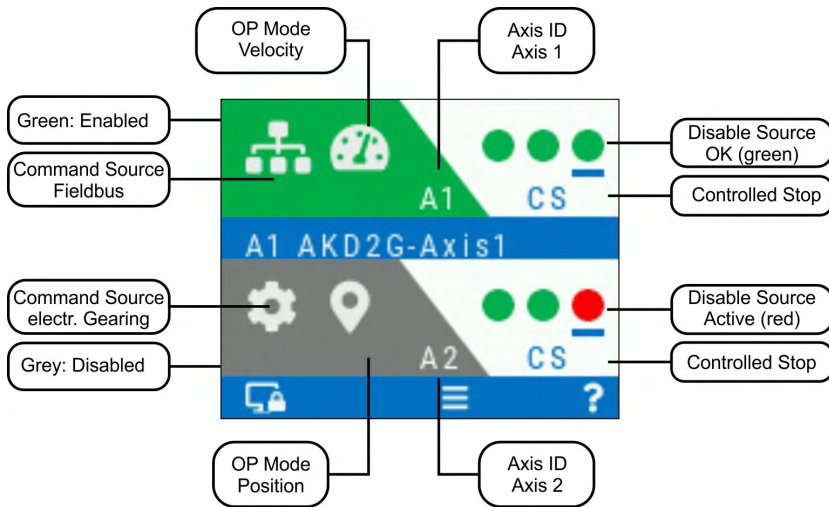 OP Mode
Velocity
Axis ID
Axis 1
Green: Enabled
Disable Source
OK (green)
Command Source
Fieldbus
A1
CS
Controlled Stop
A1 AKD2G-Axis1
Command Source
electr. Gearing
Disable Source
Active (red)
Grey: Disabled
A2
CS
Controlled Stop
?
OP Mode
Position
Axis ID
Axis 2